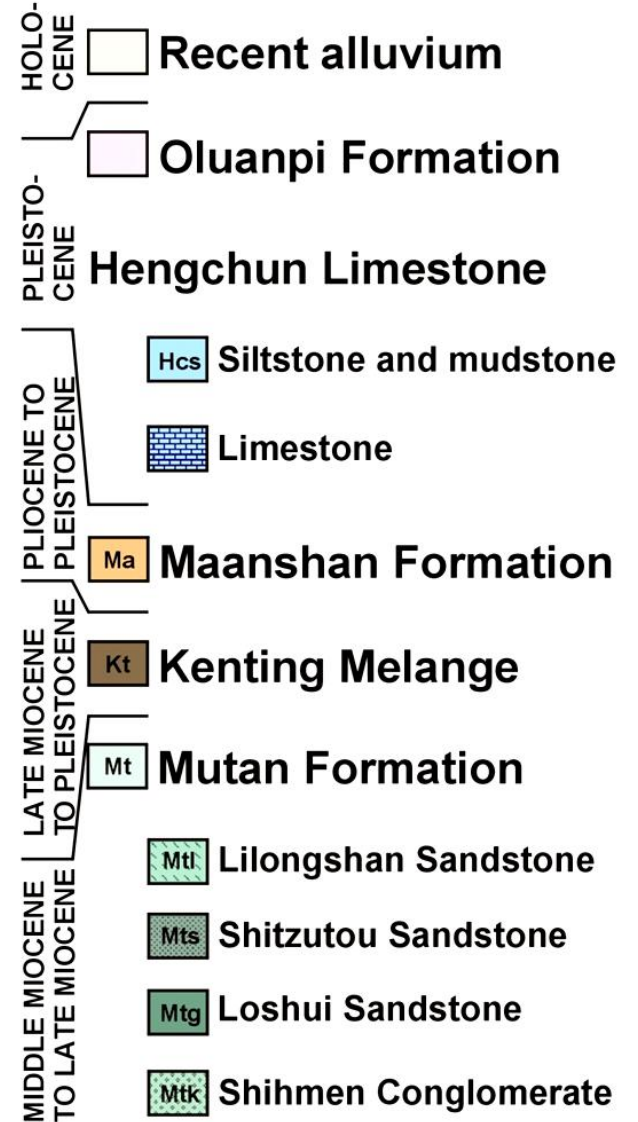 HOLO-
CENE
Recent alluvium
PLEISTO-
CENE
Oluanpi Formation
Hengchun Limestone
Hcs Siltstone and mudstone
Limestone
PLIOCENE TO
PLEISTOCENE
Ma Maanshan Formation
LATE MIOCENE
TO PLEISTOCENE
Kt Kenting Melange
MIDDLE MIOCENE
TO LATE MIOCENE
Mt Mutan Formation
Mtl Lilongshan Sandstone
Mts Shitzutou Sandstone
Mtg Loshui Sandstone
Mtk Shihmen Conglomerate